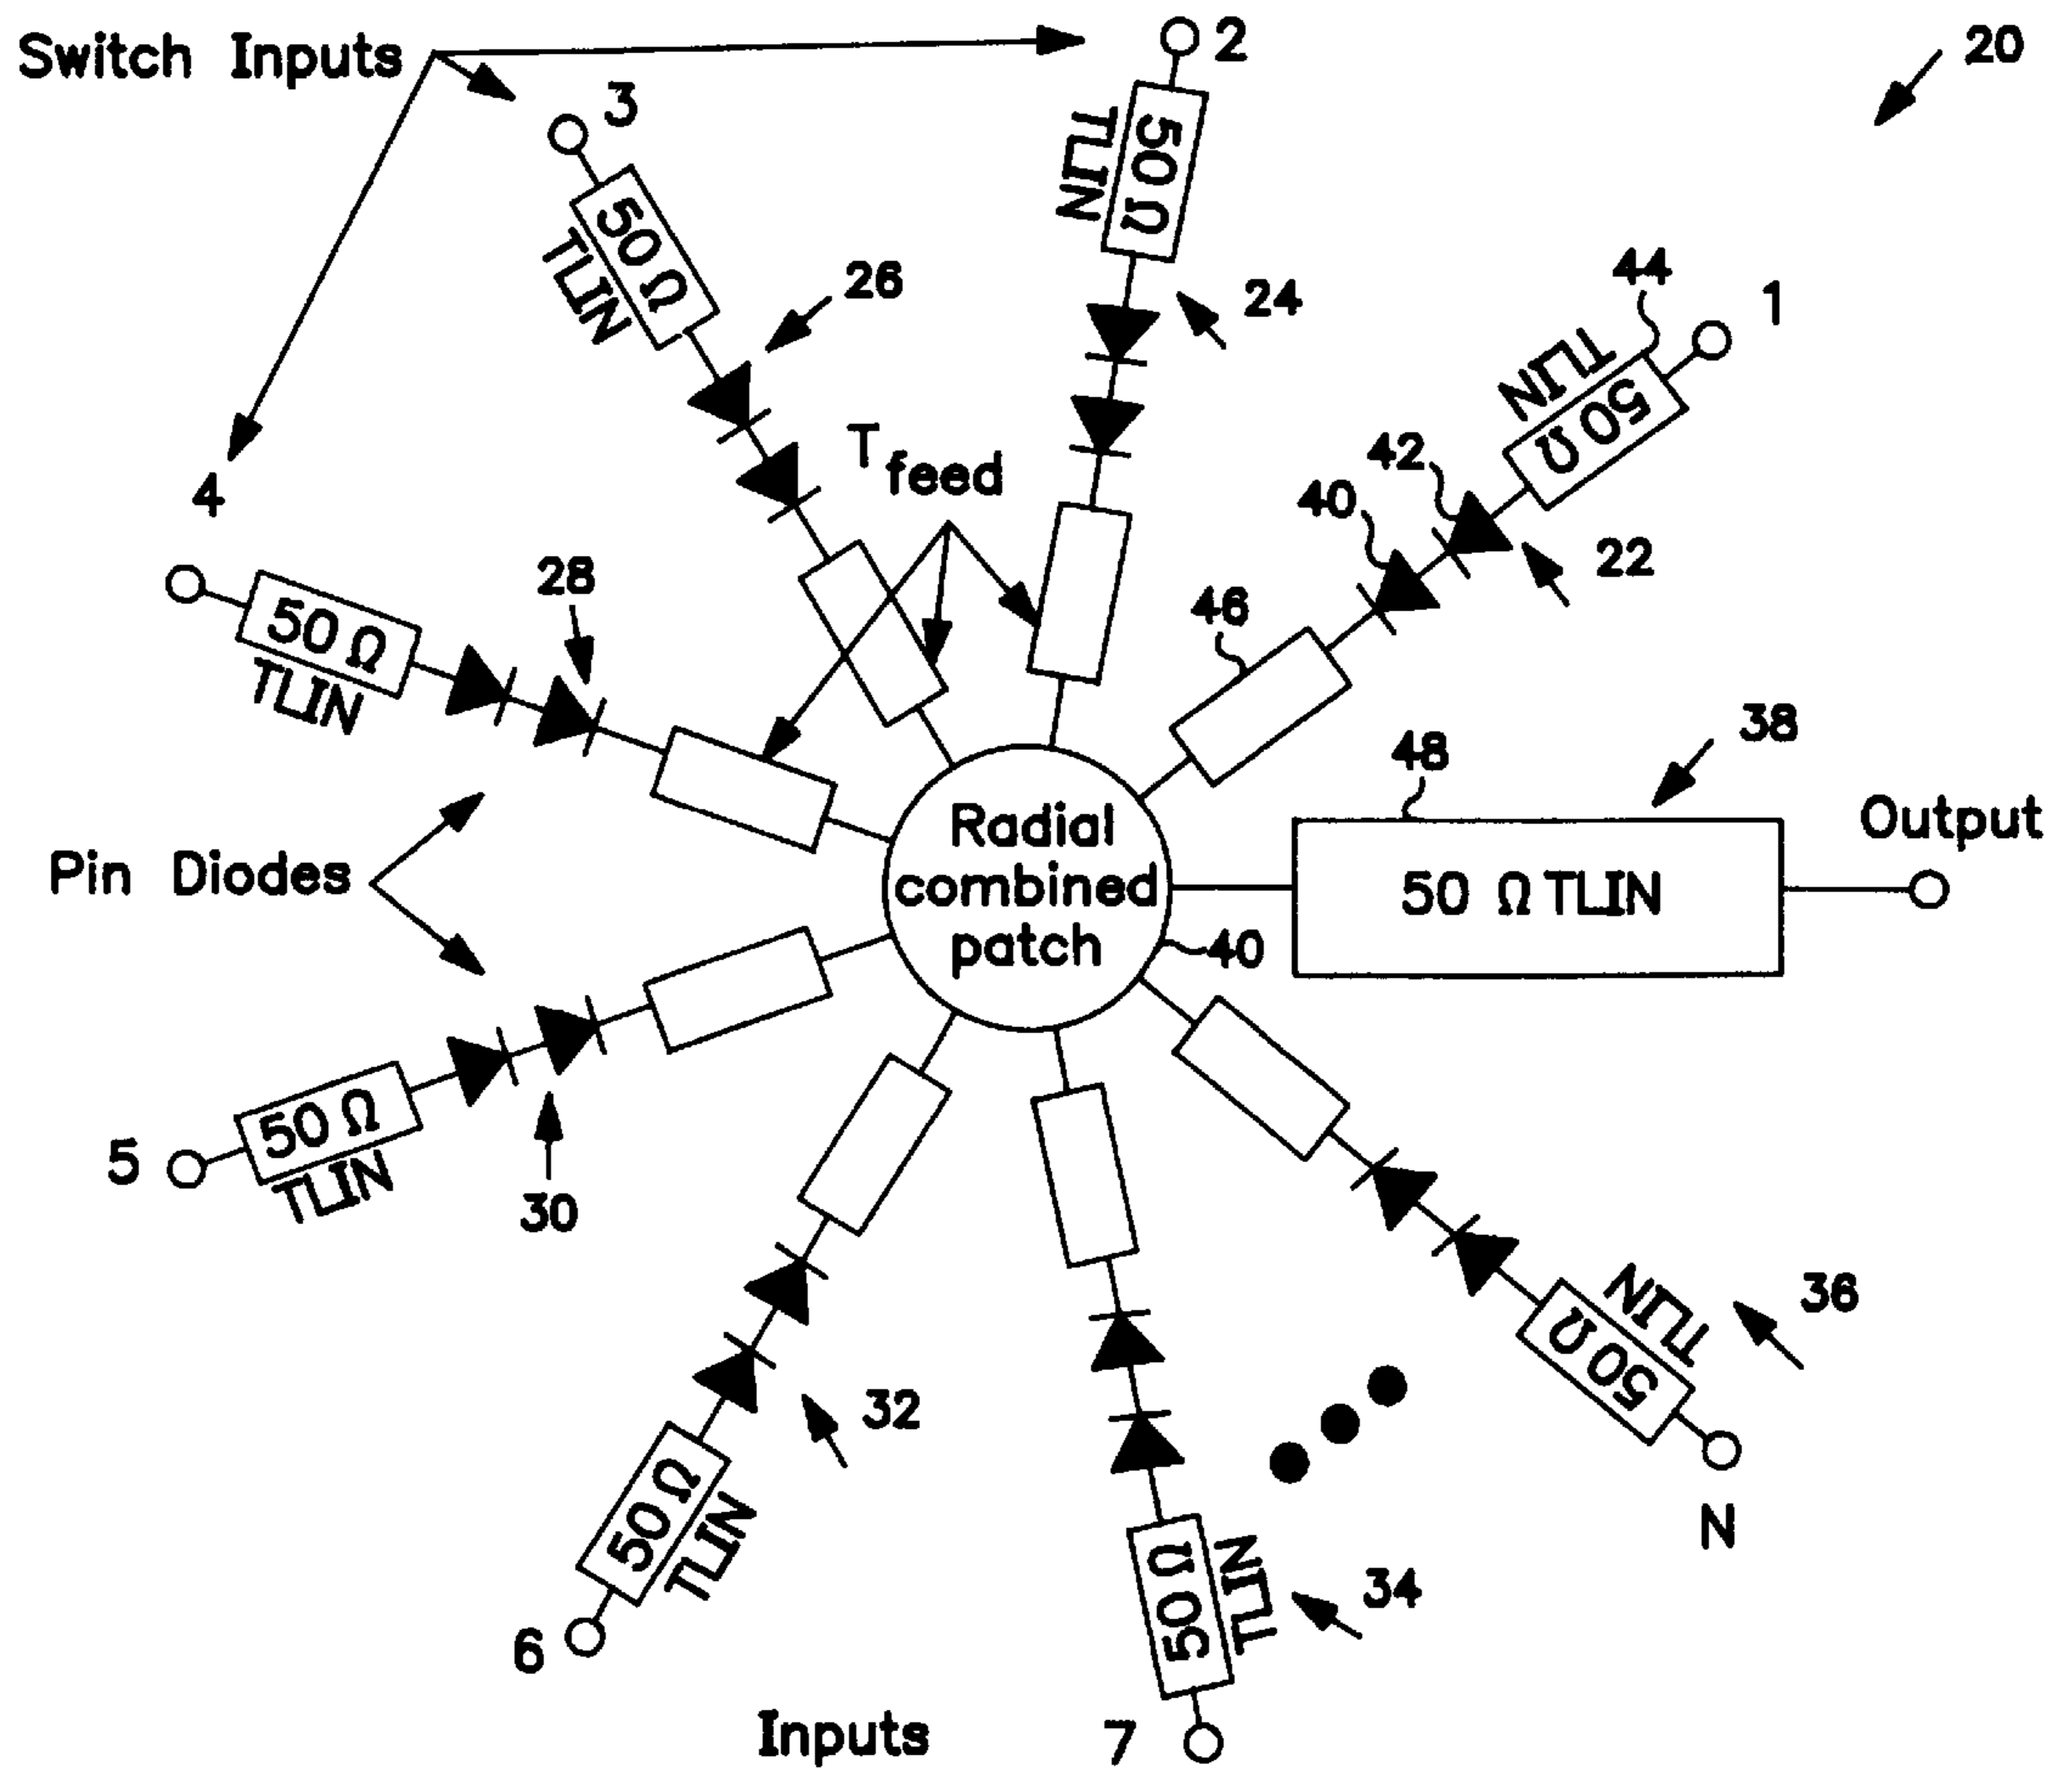 Switch Inputs
2
20
3
50 Ω
TLIN
50 Ω
TLIN
26
24
44
1
TLIN
50 Ω
4
T feed
42
40
22
28
46
50 Ω
TLIN
38
48
Output
Pin Diodes
Radial
combined
patch
50 Ω TLIN
40
5
50 Ω
TLIN
30
32
36
TLIN
50 Ω
N
50 Ω
TLIN
6
50 Ω
TLIN
34
Inputs
7